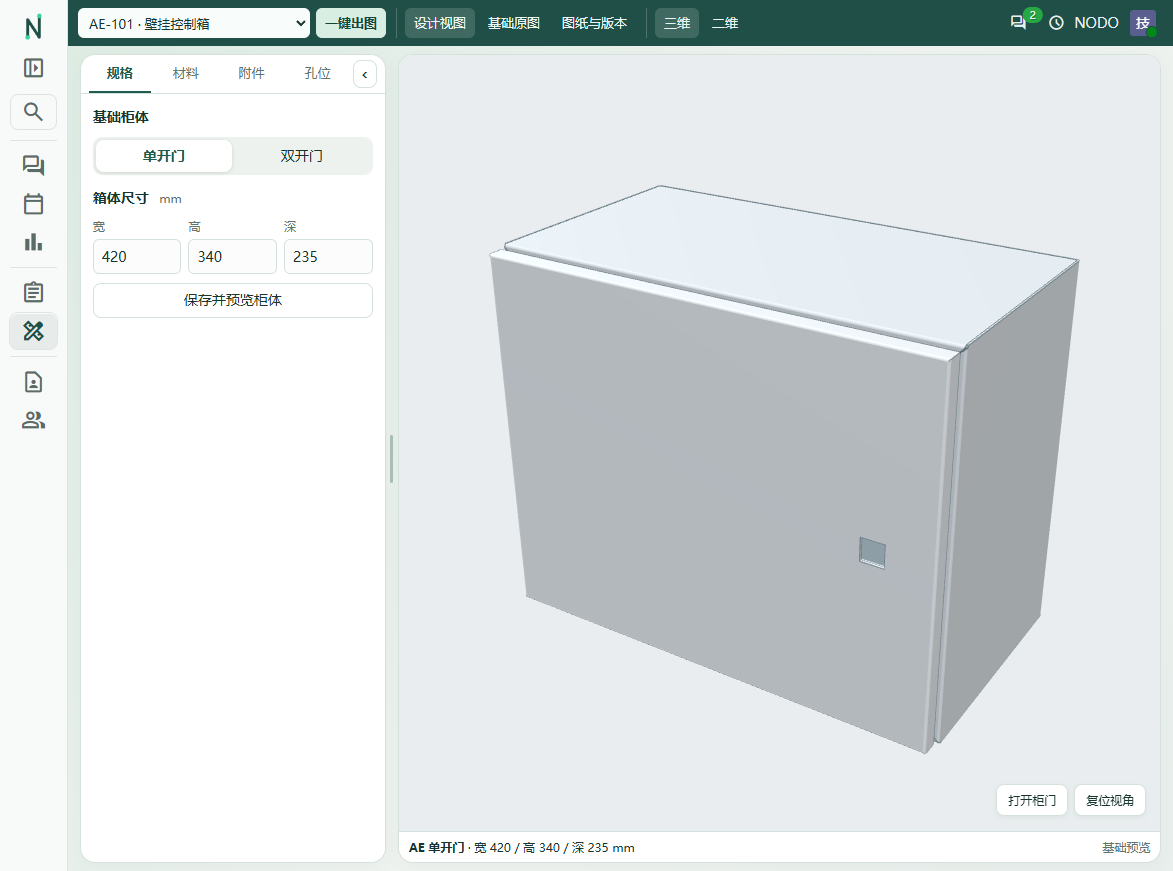 N
AE-101 · 壁挂控制箱
一键出图
设计视图
基础原图
图纸与版本
三维
二维
2
NODO
技
规格
材料
附件
孔位
基础柜体
单开门
双开门
箱体尺寸 mm
宽
高
深
420
340
235
保存并预览柜体
打开柜门
复位视角
AE 单开门 · 宽 420 / 高 340 / 深 235 mm
基础预览